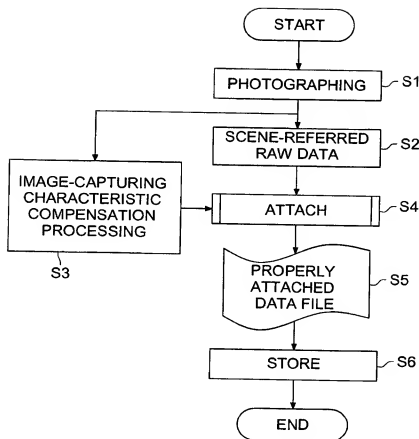 START
PHOTOGRAPHING
S1
SCENE-REFERRED
RAW DATA
S2
IMAGE-CAPTURING
CHARACTERISTIC
COMPENSATION
PROCESSING
S3
ATTACH
S4
PROPERLY
ATTACHED
DATA FILE
S5
STORE
S6
END